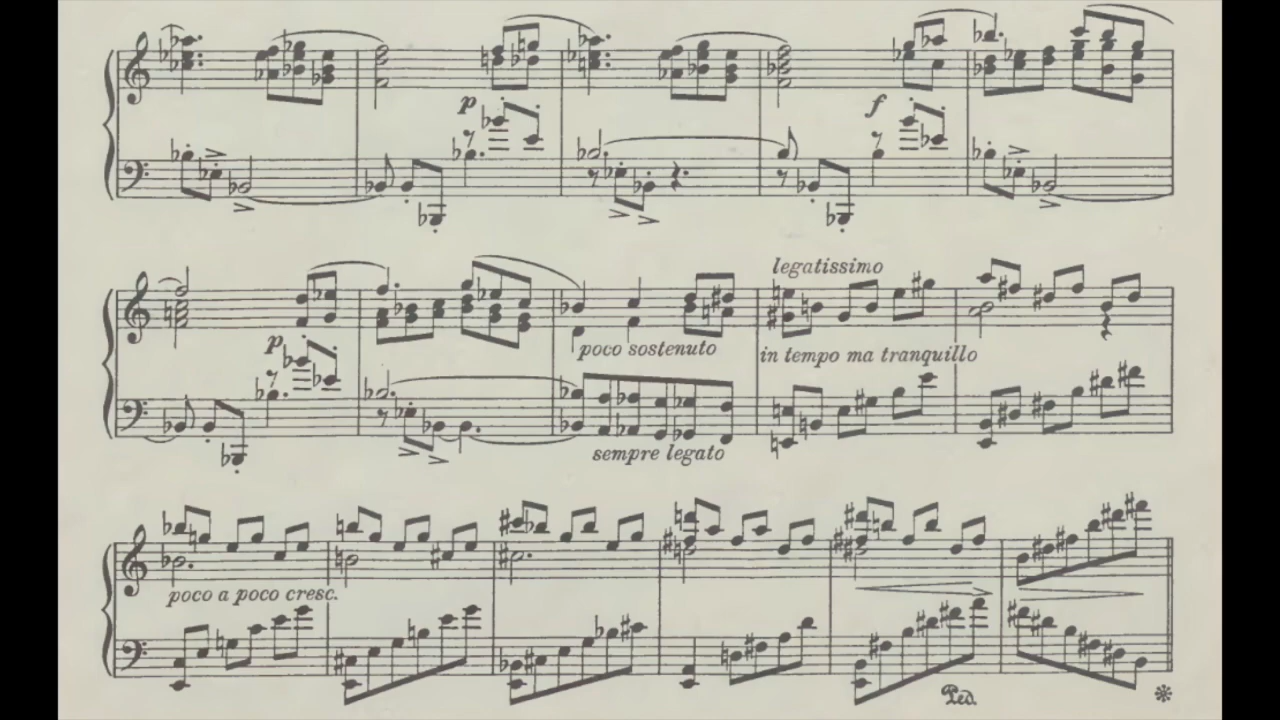 p
f
legatissimo
p
poco sostenuto
in tempo ma tranquillo
sempre legato
poco a poco cresc.
Ped.